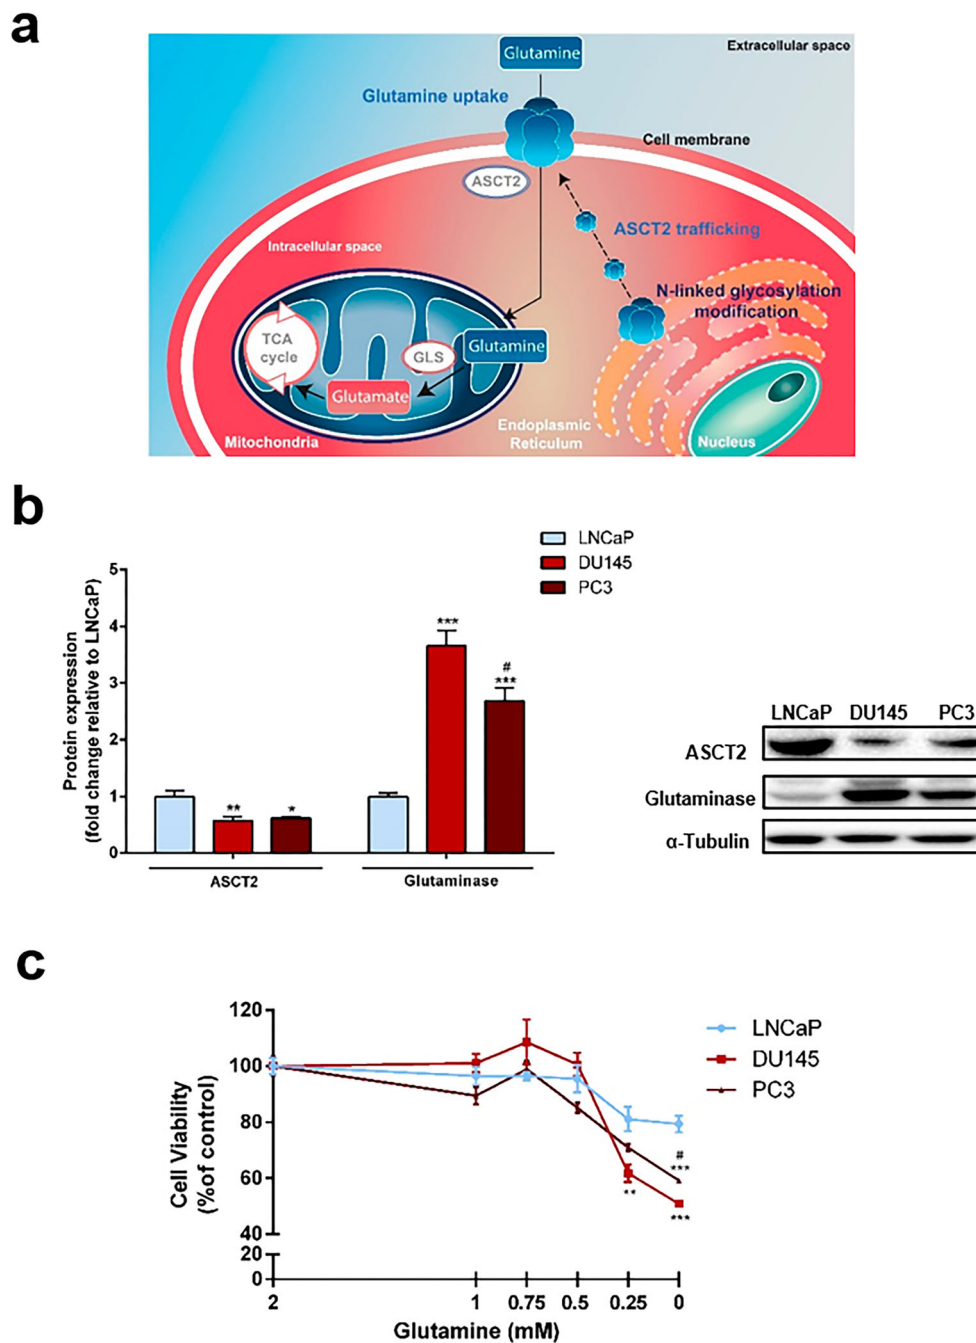 a
Glutamine
Extracellular space
Glutamine uptake
Cell membrane
ASCT2
ASCT2 trafficking
Intracellular space
N-linked glycosylation
modification
TCA
cycle
GLS
Glutamine
Glutamate
Endoplasmic
Reticulum
Mitochondria
Nucleus
b
LNCaP
DU145
PC3
Protein expression
(fold change relative to LNCaP)
5
4
3
2
1
0
**
*
***
#
***
ASCT2
Glutaminase
LNCaP DU145 PC3
ASCT2
Glutaminase
α-Tubulin
c
Cell Viability
(%of control)
120
100
80
60
40
20
0
LNCaP
DU145
PC3
#
***
**
***
2 1 0.75 0.5 0.25 0
Glutamine (mM)